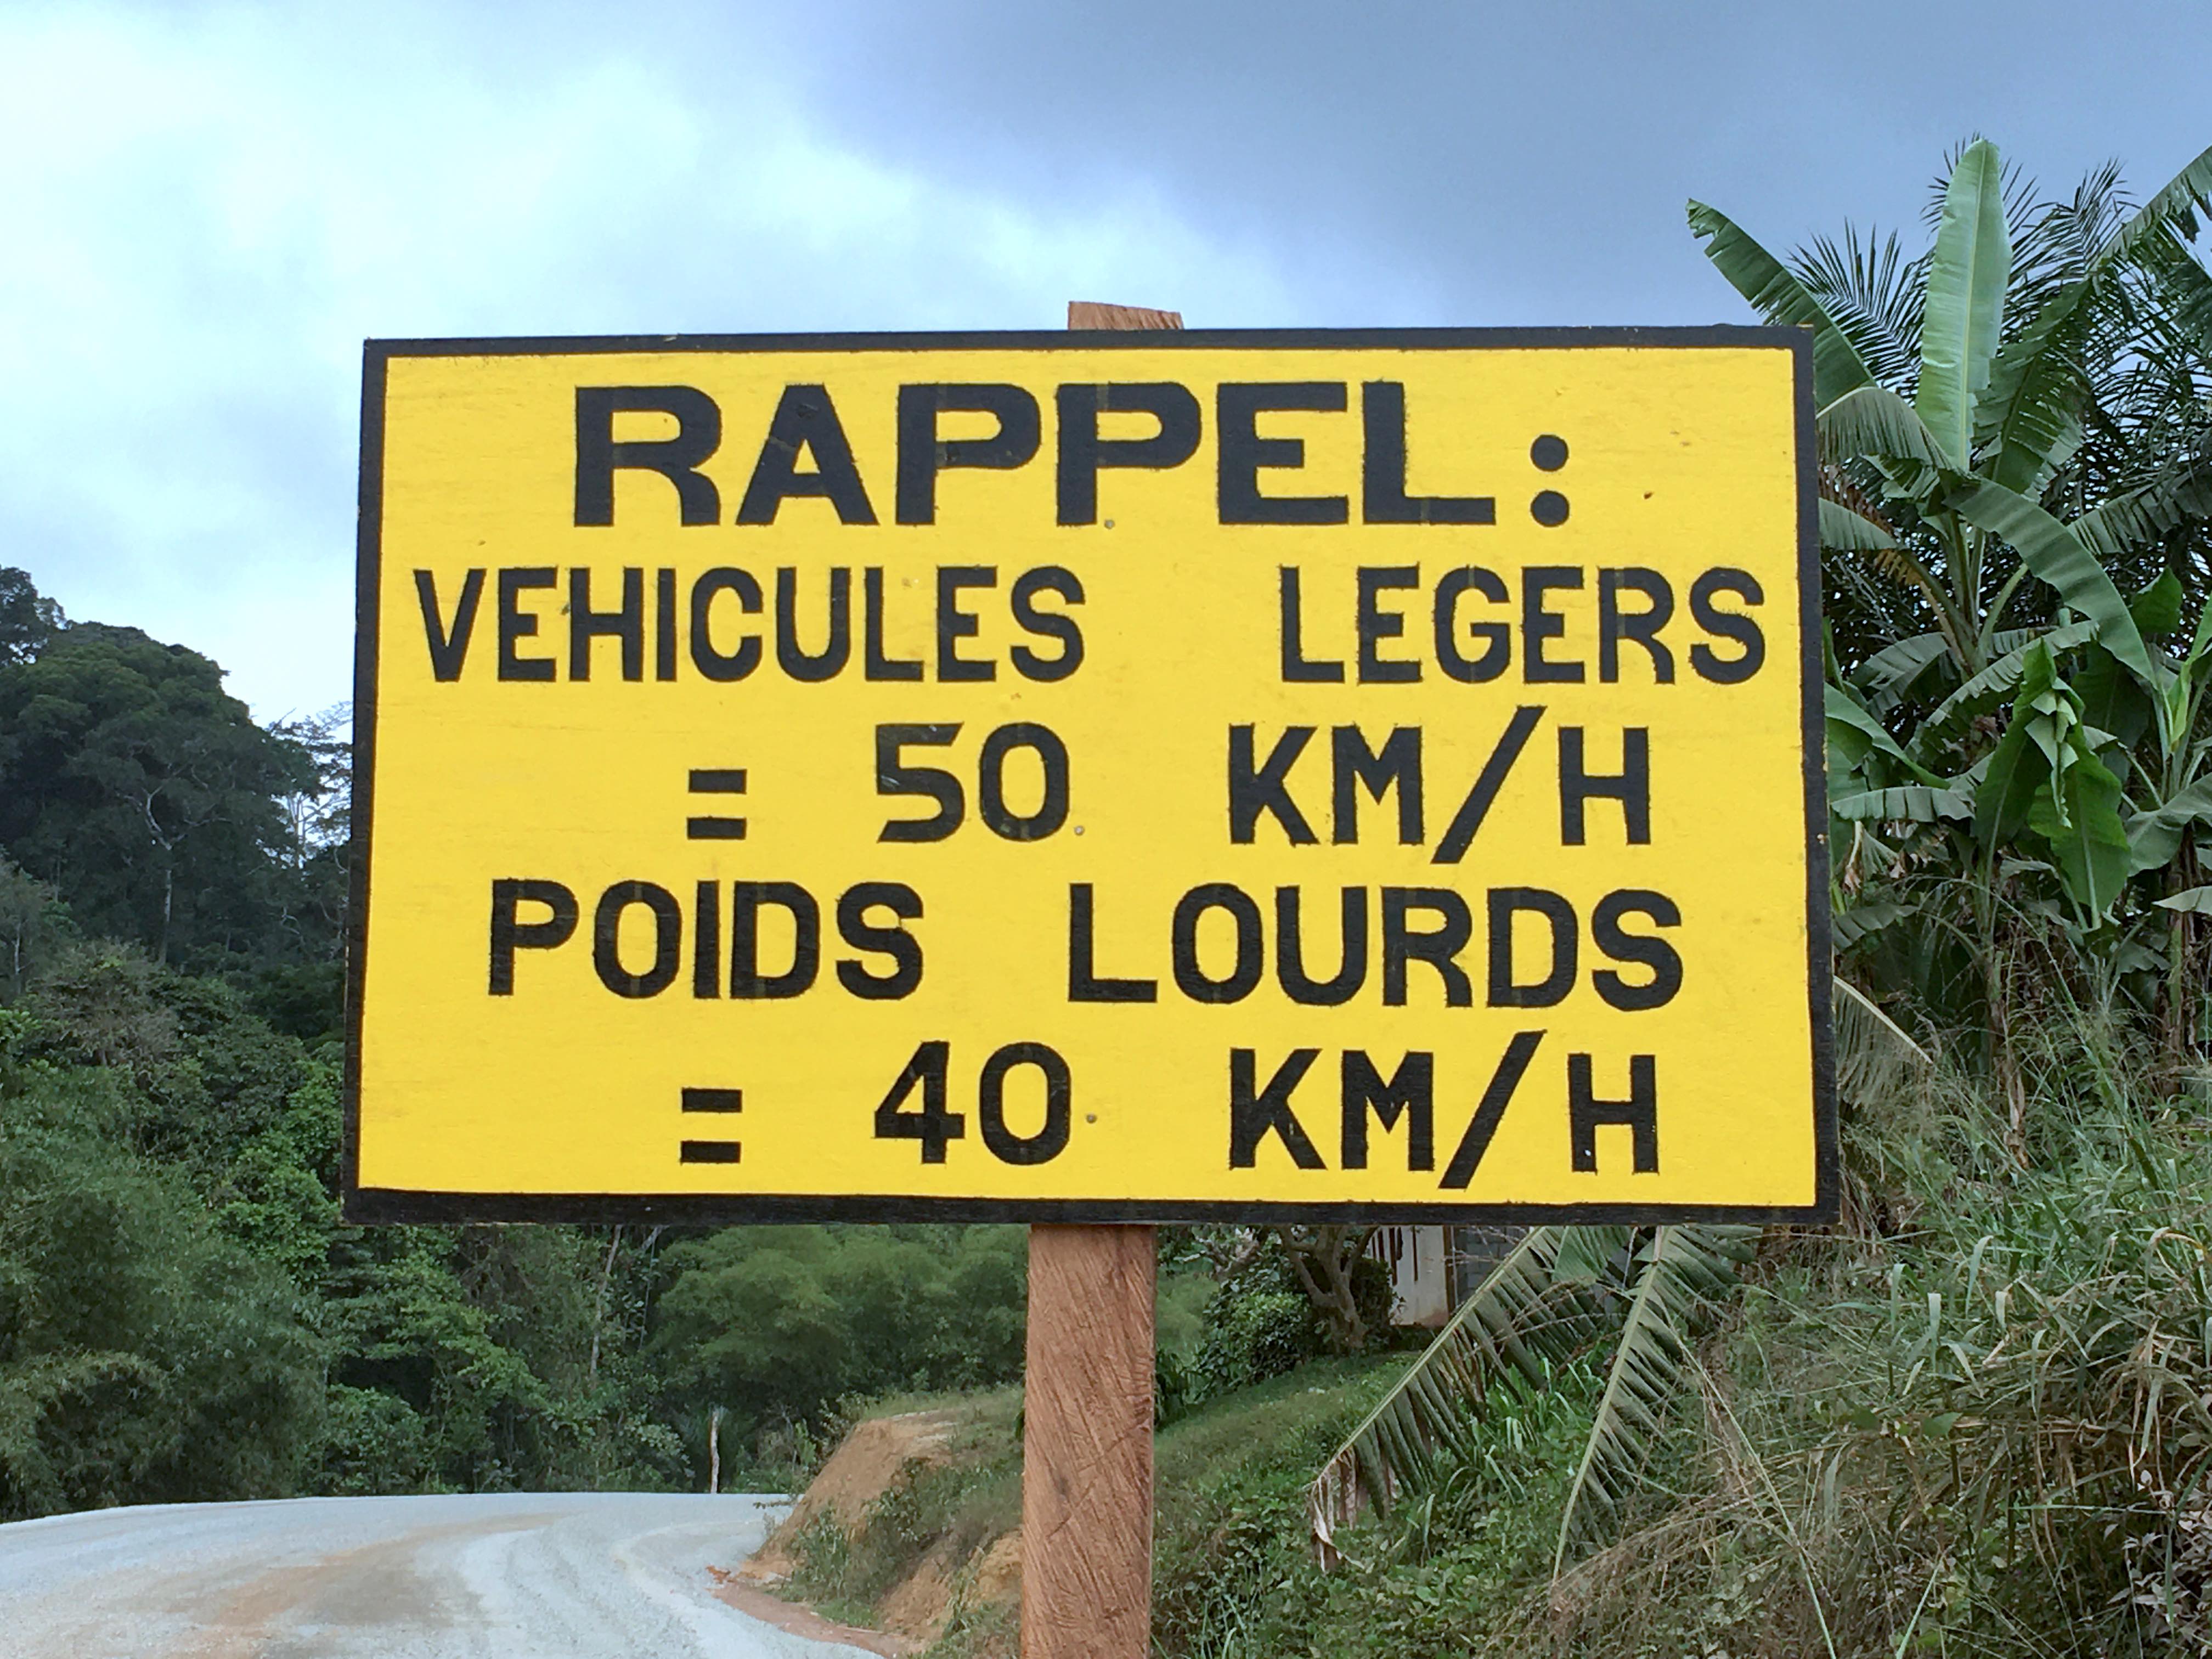 RAPPEL:
VEHICULES LEGERS
= 50 KM/H
POIDS LOURDS
= 40 KM/H